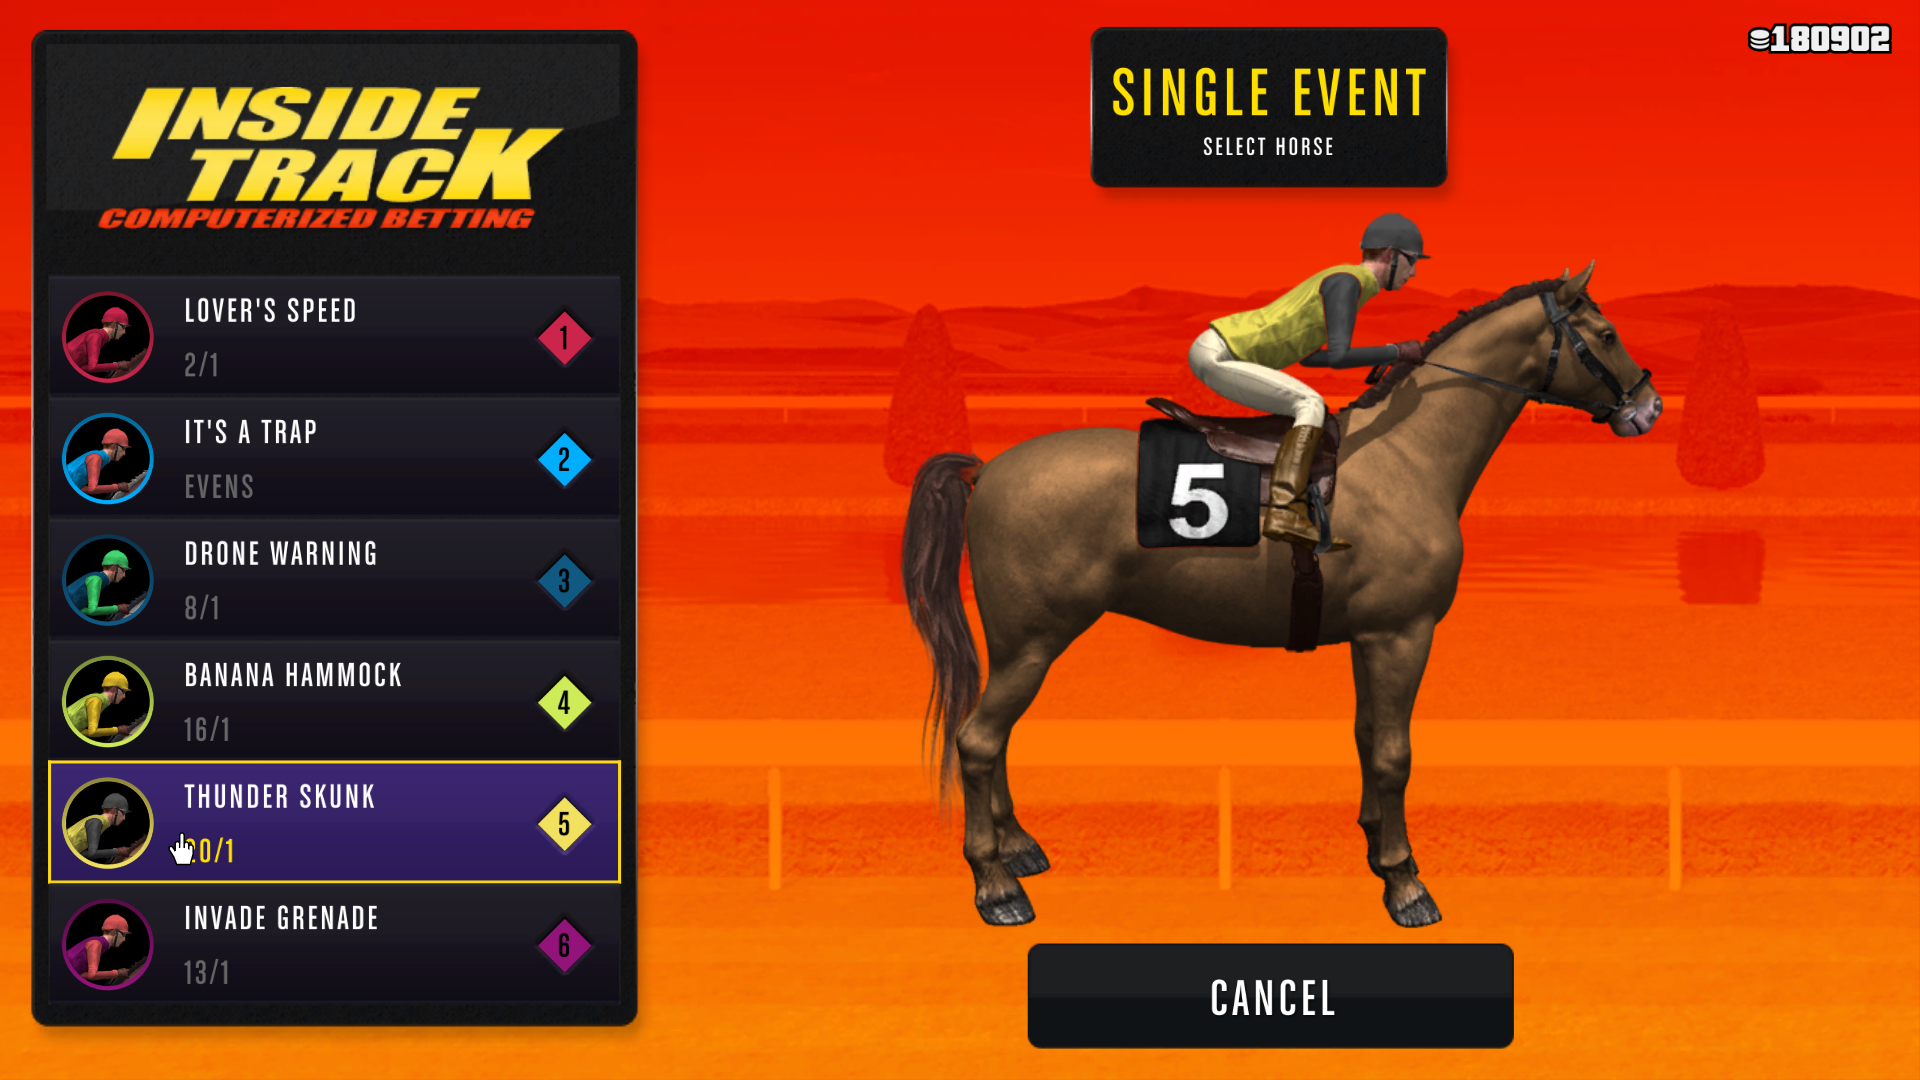 INSIDE
TRACK
COMPUTERIZED BETTING
LOVER'S SPEED
2/1
1
IT'S A TRAP
EVENS
2
DRONE WARNING
8/1
3
BANANA HAMMOCK
16/1
4
THUNDER SKUNK
5
INVADE GRENADE
13/1
6
SINGLE EVENT
SELECT HORSE
180902
5
CANCEL